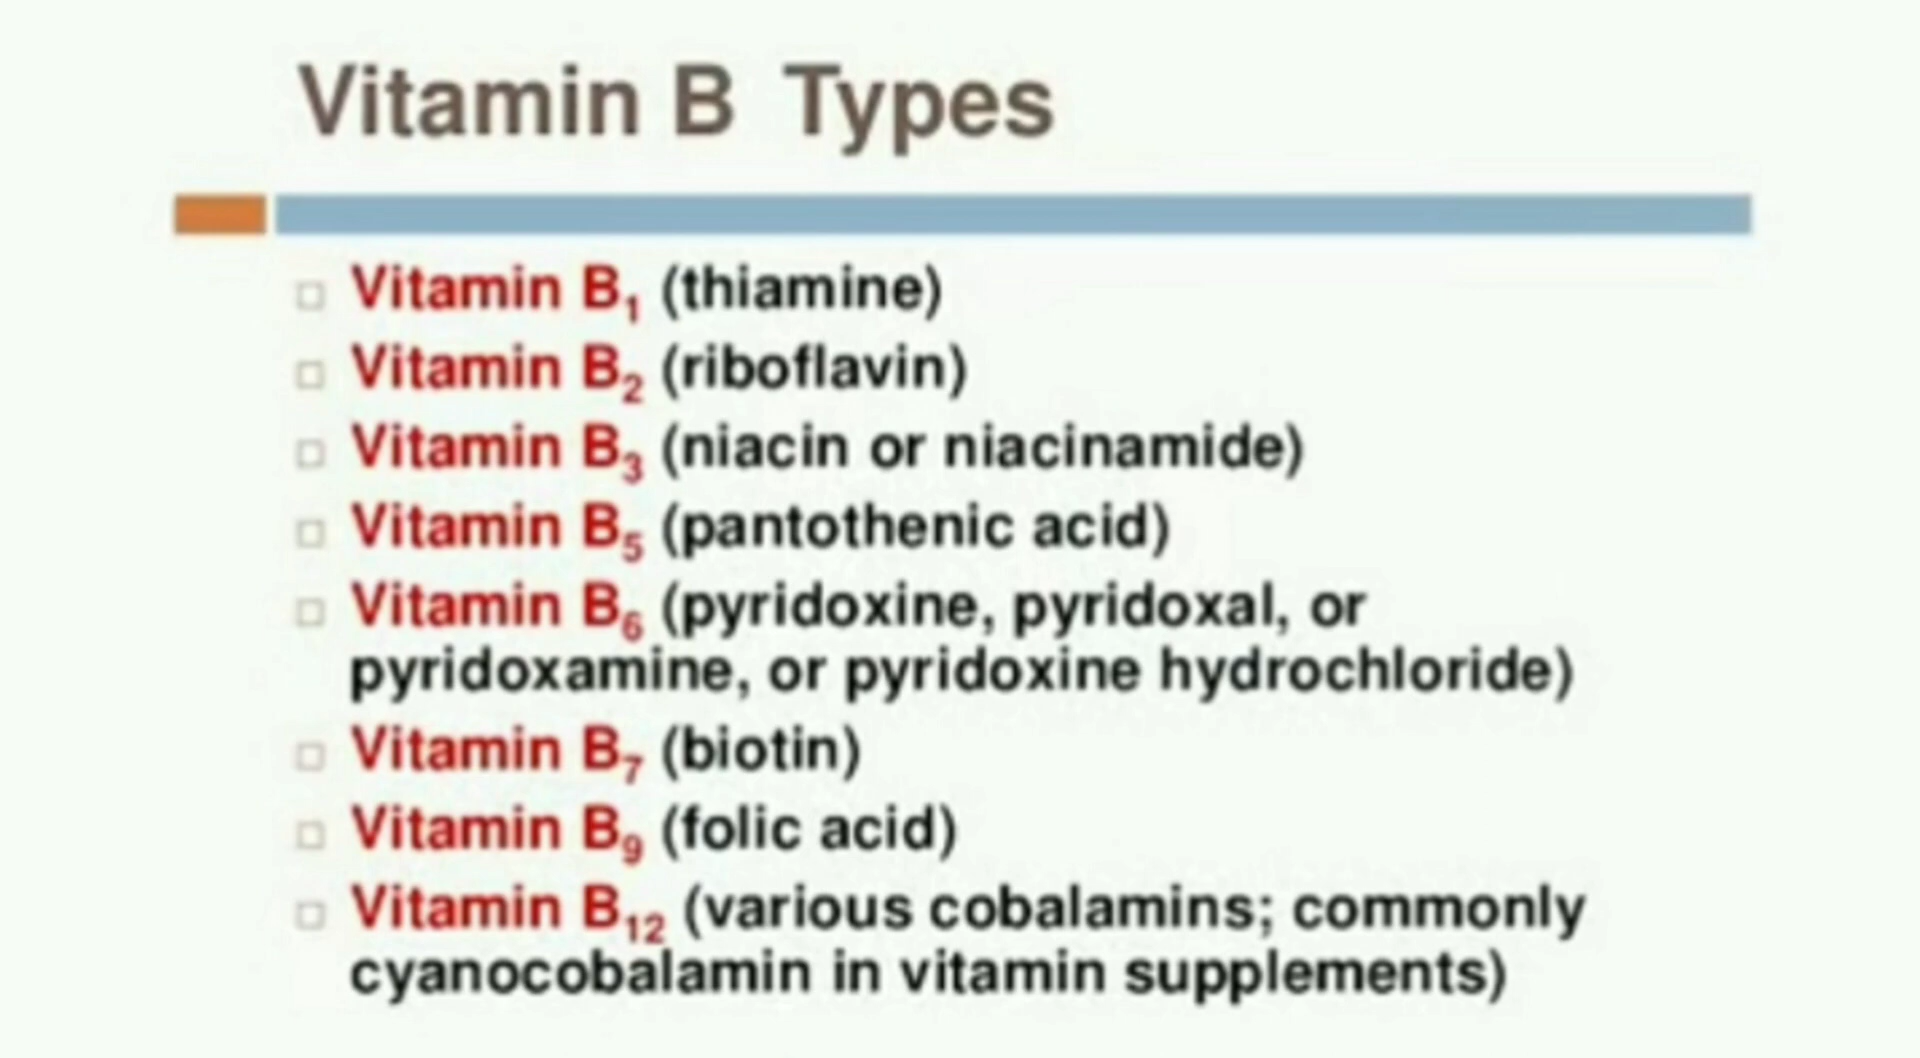 Vitamin B Types
Vitamin B₁ (thiamine)
Vitamin B₂ (riboflavin)
Vitamin B₃ (niacin or niacinamide)
Vitamin B₅ (pantothenic acid)
Vitamin B₆ (pyridoxine, pyridoxal, or
pyridoxamine, or pyridoxine hydrochloride)
Vitamin B₇ (biotin)
Vitamin B₉ (folic acid)
Vitamin B₁₂ (various cobalamins; commonly
cyanocobalamin in vitamin supplements)